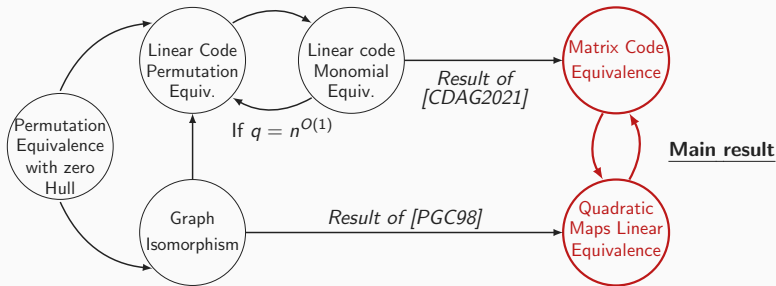 Linear Code
Permutation
Equiv.
Linear code
Monomial
Equiv.
Matrix Code
Equivalence
Result of
[CDAG2021]
If q = n^{O(1)}
Permutation
Equivalence
with zero
Hull
Main result
Graph
Isomorphism
Result of [PGC98]
Quadratic
Maps Linear
Equivalence